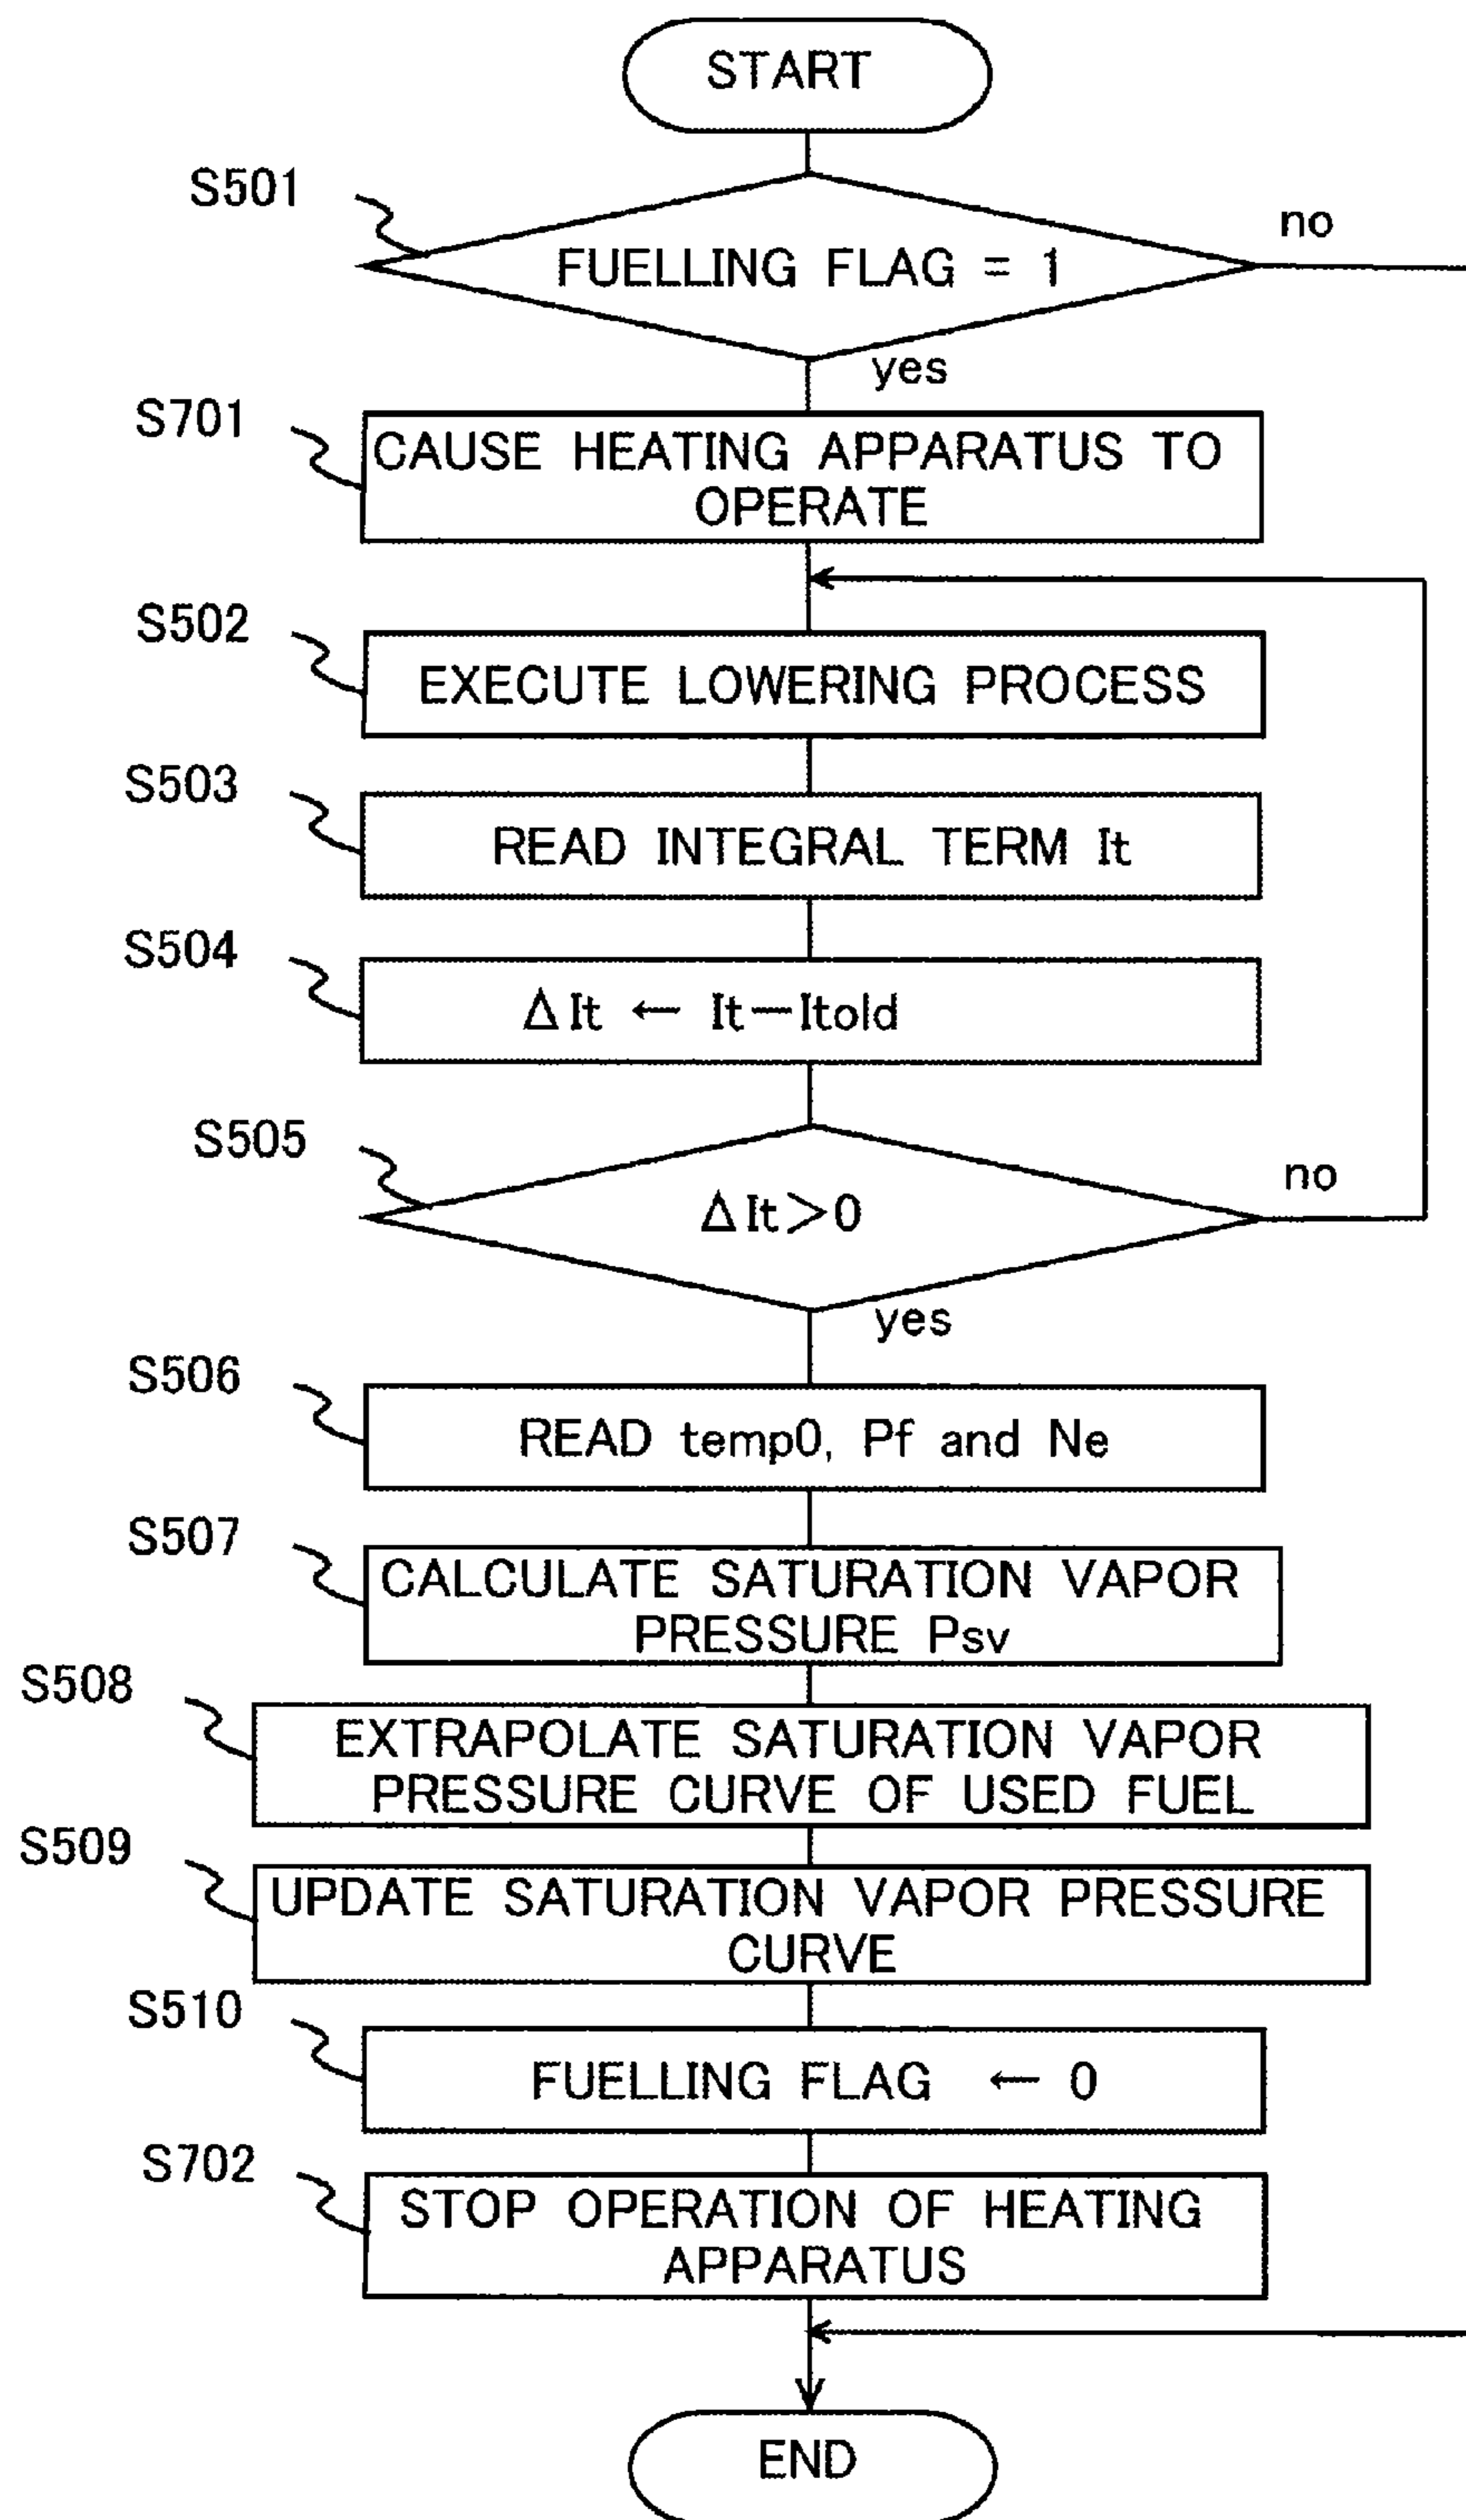 START
S501
no
FUELLING FLAG = 1
yes
S701
CAUSE HEATING APPARATUS TO
OPERATE
S502
EXECUTE LOWERING PROCESS
S503
READ INTEGRAL TERM It
S504
ΔIt ← It−Itold
S505
no
ΔIt>0
yes
S506
READ temp0, Pf and Ne
S507
CALCULATE SATURATION VAPOR
PRESSURE Psv
S508
EXTRAPOLATE SATURATION VAPOR
PRESSURE CURVE OF USED FUEL
S509
UPDATE SATURATION VAPOR PRESSURE
CURVE
S510
FUELLING FLAG ← 0
S702
STOP OPERATION OF HEATING
APPARATUS
END